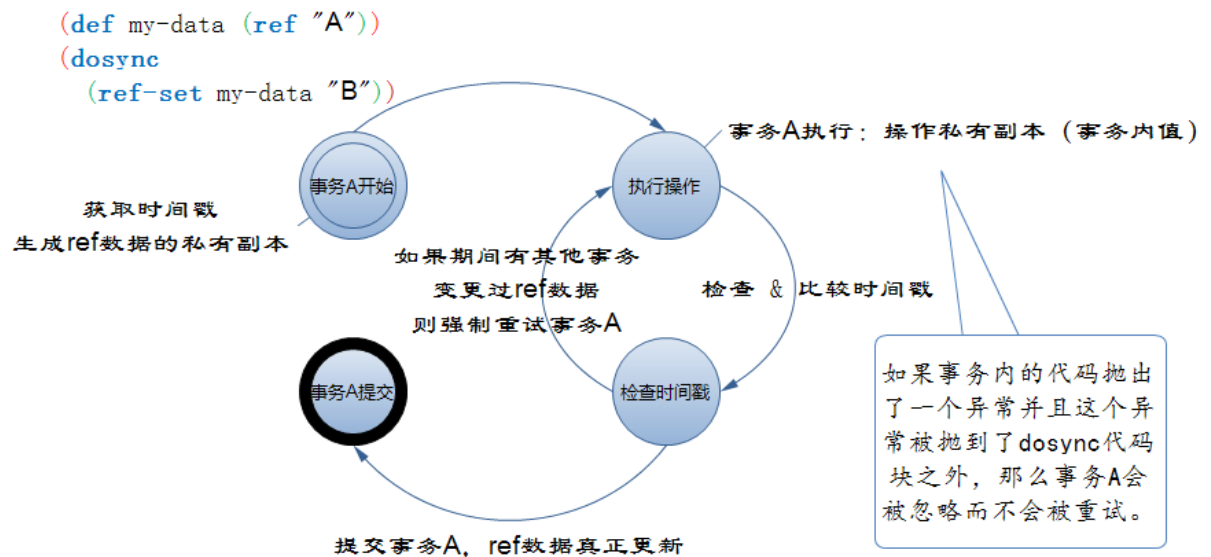 (def my-data (ref "A"))
(dosync
(ref-set my-data "B"))
事务A执行：操作私有副本（事务内值）
事务A开始
执行操作
获取时间戳
生成ref数据的私有副本
如果期间有其他事务
变更过ref数据
则强制重试事务A
检查 & 比较时间戳
事务A提交
检查时间戳
如果事务内的代码抛出
了一个异常并且这个异
常被抛到了dosync代码
块之外，那么事务A会
被忽略而不会被重试。
提交事务A，ref数据真正更新